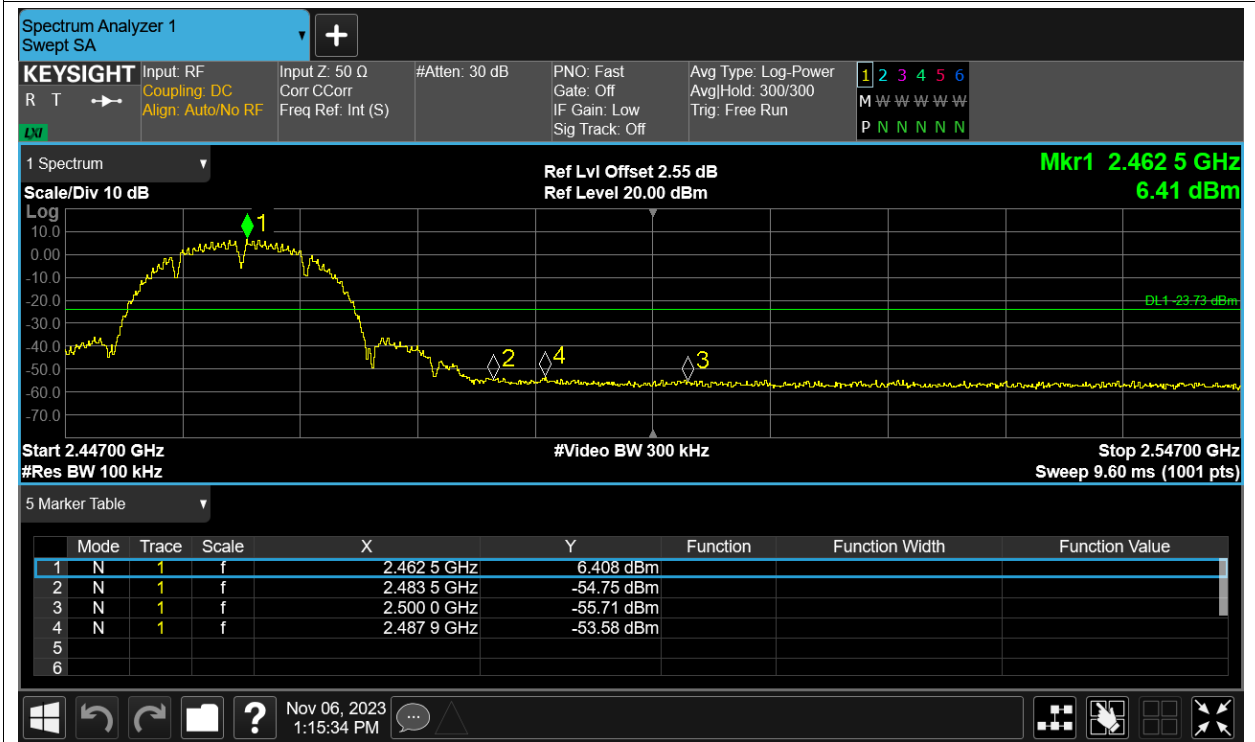 Spectrum Analyzer 1
Swept SA
+
KEYSIGHT Input: RF Input Z: 50 Ω #Atten: 30 dB PNO: Fast Avg Type: Log-Power 1 2 3 4 5 6
R T Coupling: DC Corr CCorr Gate: Off Avg|Hold: 300/300 M W W W W W
Align: Auto/No RF Freq Ref: Int (S) IF Gain: Low Trig: Free Run P N N N N N
LXI Sig Track: Off
1 Spectrum Ref Lvl Offset 2.55 dB Mkr1 2.462 5 GHz
Scale/Div 10 dB Ref Level 20.00 dBm 6.41 dBm
Log
1
10.0
0.00
-10.0
-20.0
DL1 -23.73 dBm
-30.0
-40.0
2 4 3
-50.0
-60.0
-70.0
Start 2.44700 GHz #Video BW 300 kHz Stop 2.54700 GHz
#Res BW 100 kHz Sweep 9.60 ms (1001 pts)
5 Marker Table
Mode Trace Scale X Y Function Function Width Function Value
1 N 1 f 2.462 5 GHz 6.408 dBm
2 N 1 f 2.483 5 GHz -54.75 dBm
3 N 1 f 2.500 0 GHz -55.71 dBm
4 N 1 f 2.487 9 GHz -53.58 dBm
5
6
? Nov 06, 2023
1:15:34 PM